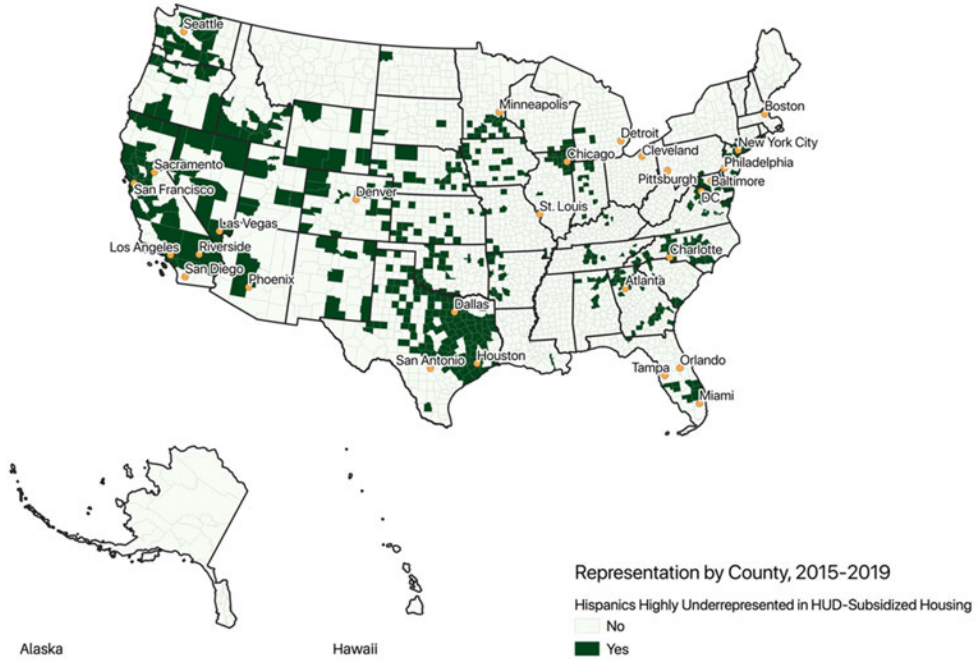 Seattle
Minneapolis
Boston
Detroit
New York City
Cleveland
Chicago
Sacramento
Philadelphia
Pittsburgh
Baltimore
San Francisco
Denver
DC
St. Louis
Las Vegas
Los Angeles
Riverside
Charlotte
San Diego
Phoenix
Atlanta
Dallas
San Antonio
Houston
Orlando
Tampa
Miami
Representation by County, 2015-2019
Hispanics Highly Underrepresented in HUD-Subsidized Housing
No
Yes
Alaska
Hawaii